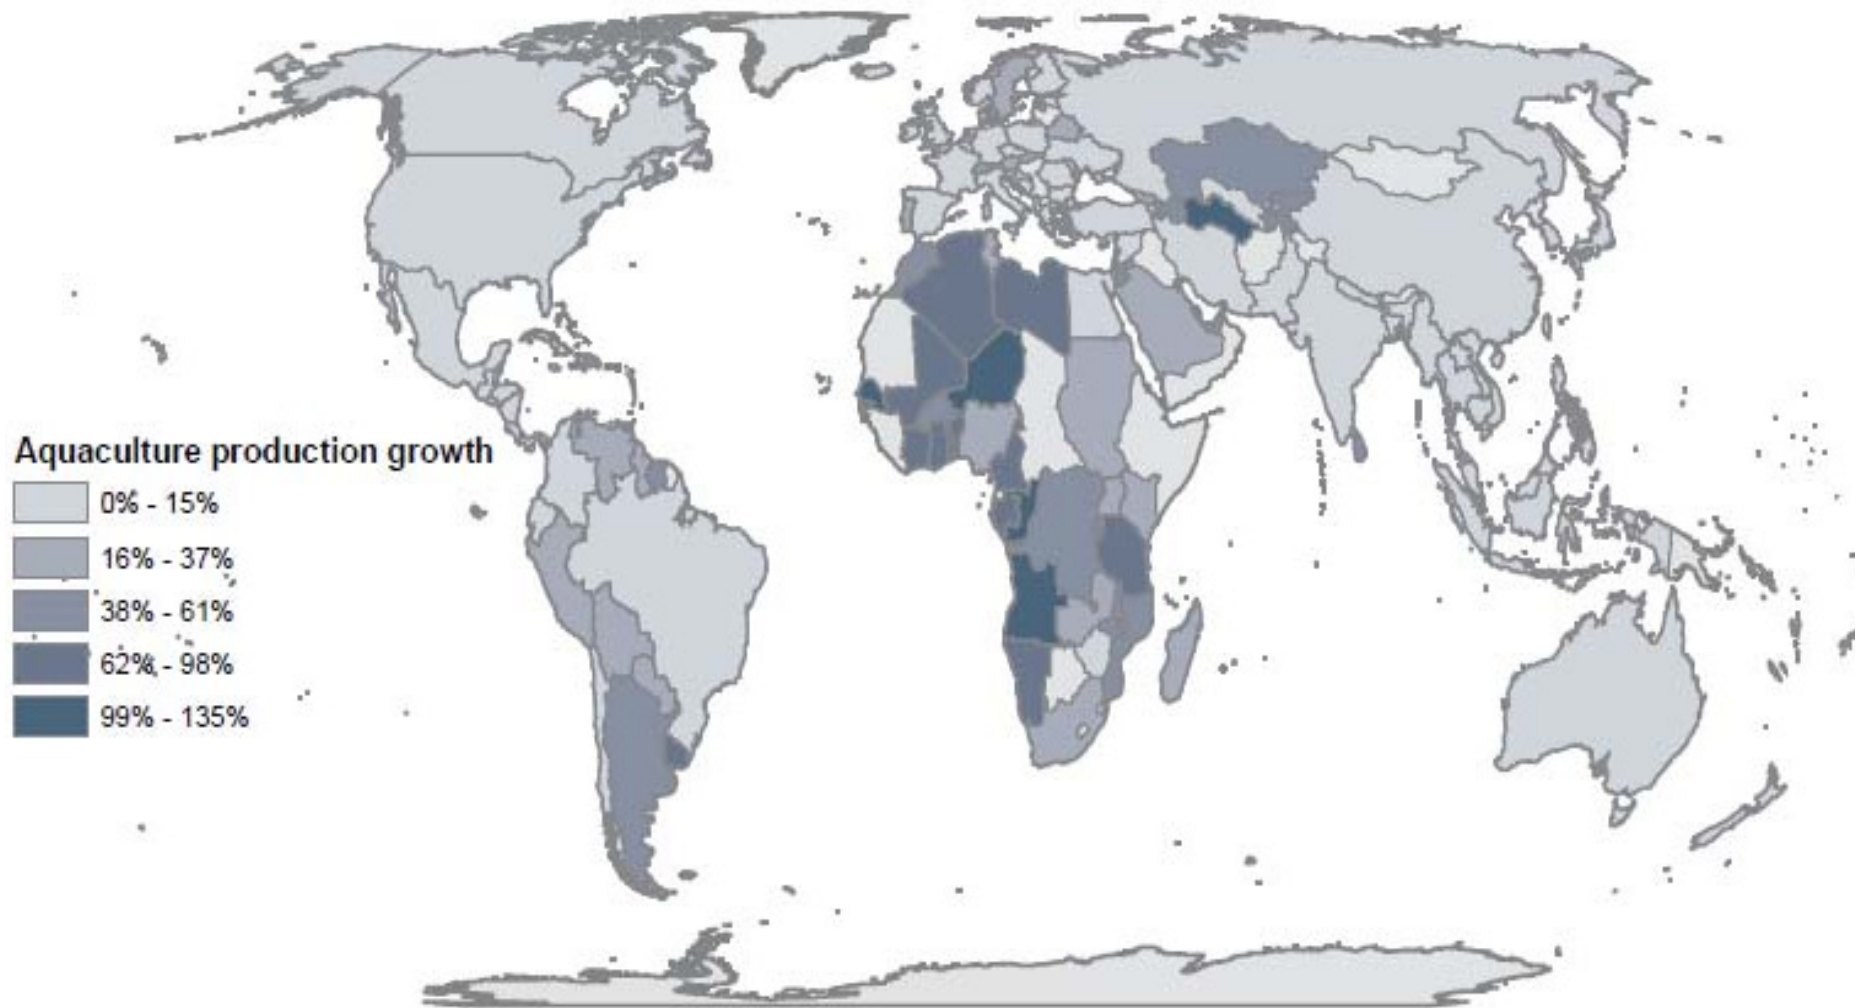 Aquaculture production growth
0% - 15%
16% - 37%
38% - 61%
62% - 98%
99% - 135%